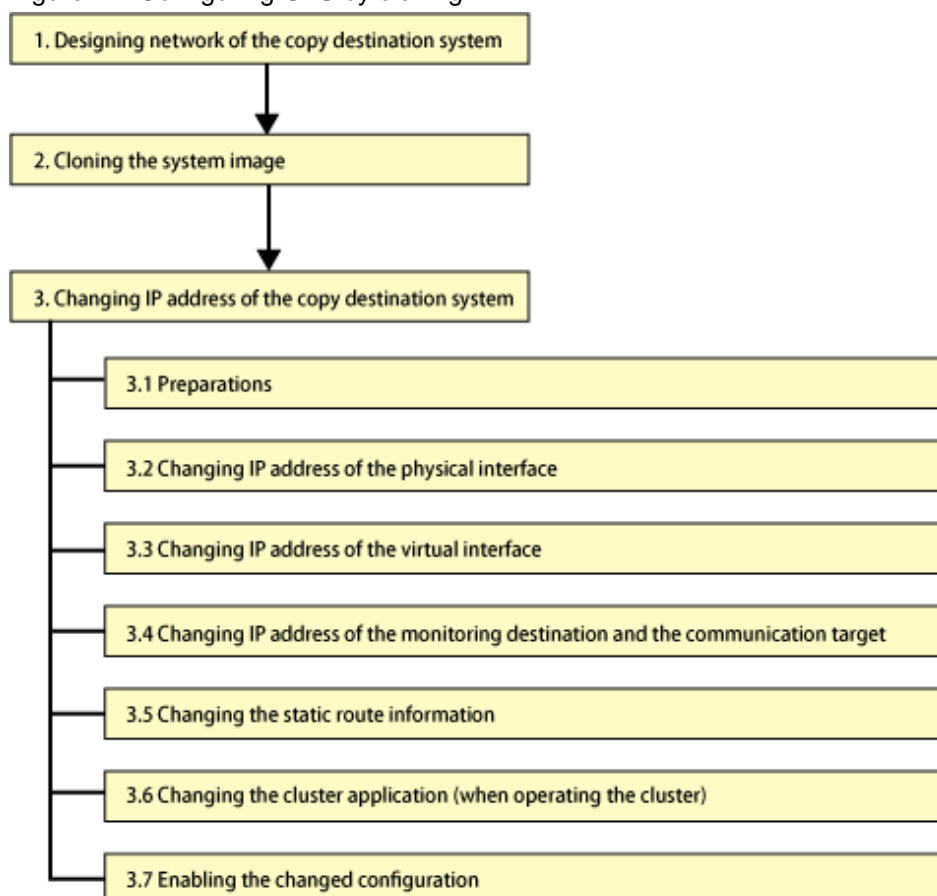 1. Designing network of the copy destination system
2. Cloning the system image
3. Changing IP address of the copy destination system
3.1 Preparations
3.2 Changing IP address of the physical interface
3.3 Changing IP address of the virtual interface
3.4 Changing IP address of the monitoring destination and the communication target
3.5 Changing the static route information
3.6 Changing the cluster application (when operating the cluster)
3.7 Enabling the changed configuration